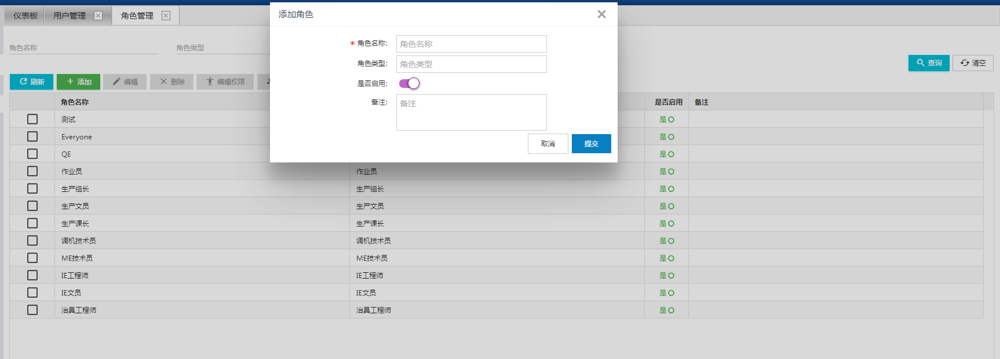 仪表板 用户管理 角色管理
添加角色
角色名称 角色类型
* 角色名称: 角色名称
角色类型: 角色类型
是否启用:
备注: 备注
取消 提交
查询 清空
刷新 添加 编辑 删除 编辑权限
角色名称 是否启用 备注
测试 是
Everyone 是
QE 是
作业员 作业员 是
生产组长 生产组长 是
生产文员 生产文员 是
生产课长 生产课长 是
调机技术员 调机技术员 是
ME技术员 ME技术员 是
IE工程师 IE工程师 是
IE文员 IE文员 是
治具工程师 治具工程师 是